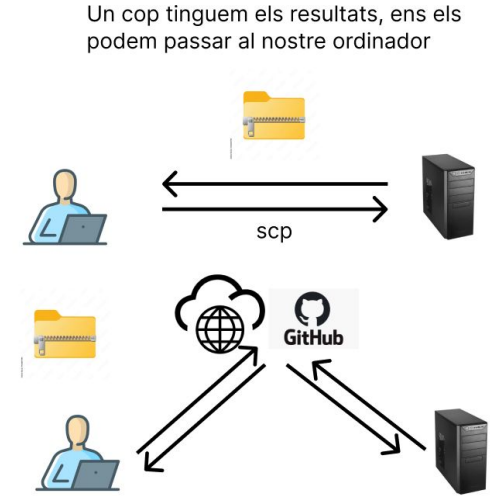 Un cop tinguem els resultats, ens els
podem passar al nostre ordinador
scp
GitHub